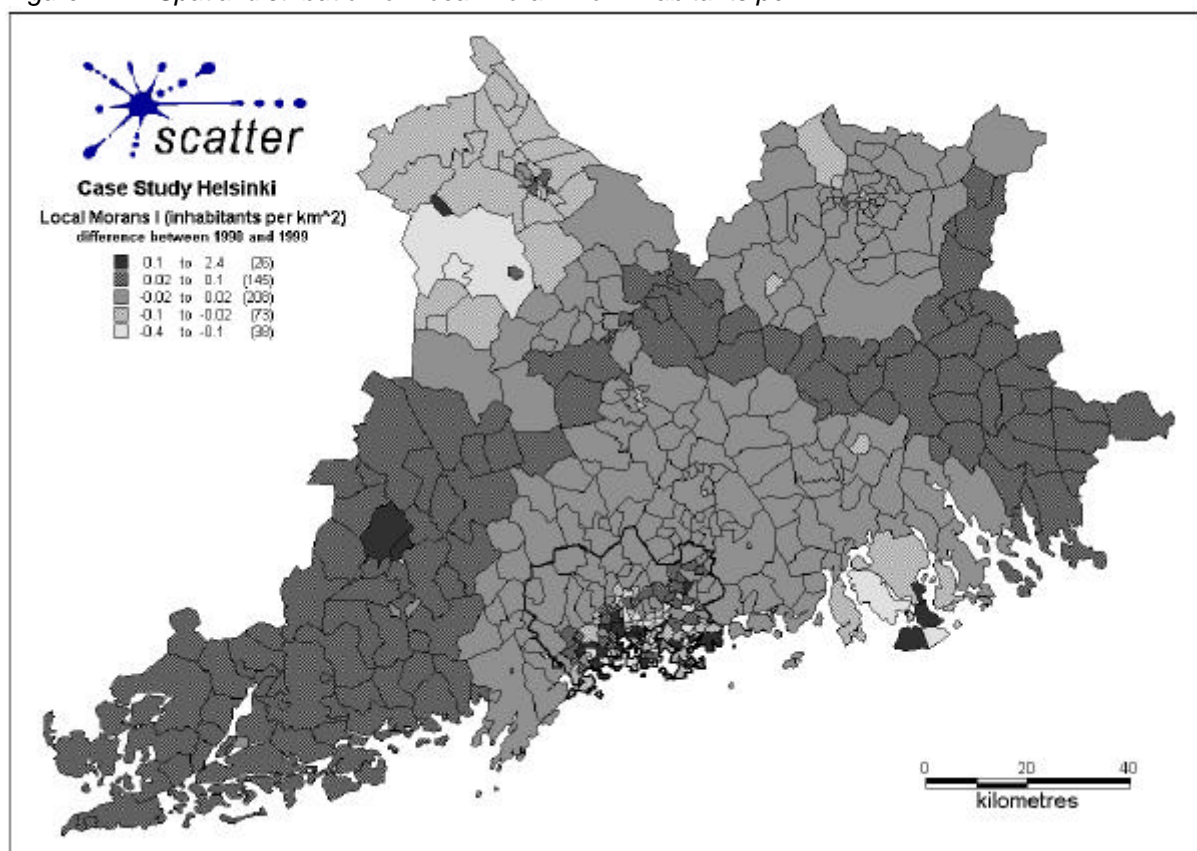 scatter
Case Study Helsinki
Local Morans I (inhabitants per km^2)
difference between 1990 and 1999
0.1 to 2.4 (26)
0.02 to 0.1 (145)
-0.02 to 0.02 (208)
-0.1 to -0.02 (73)
-0.4 to -0.1 (38)
0 20 40
kilometres